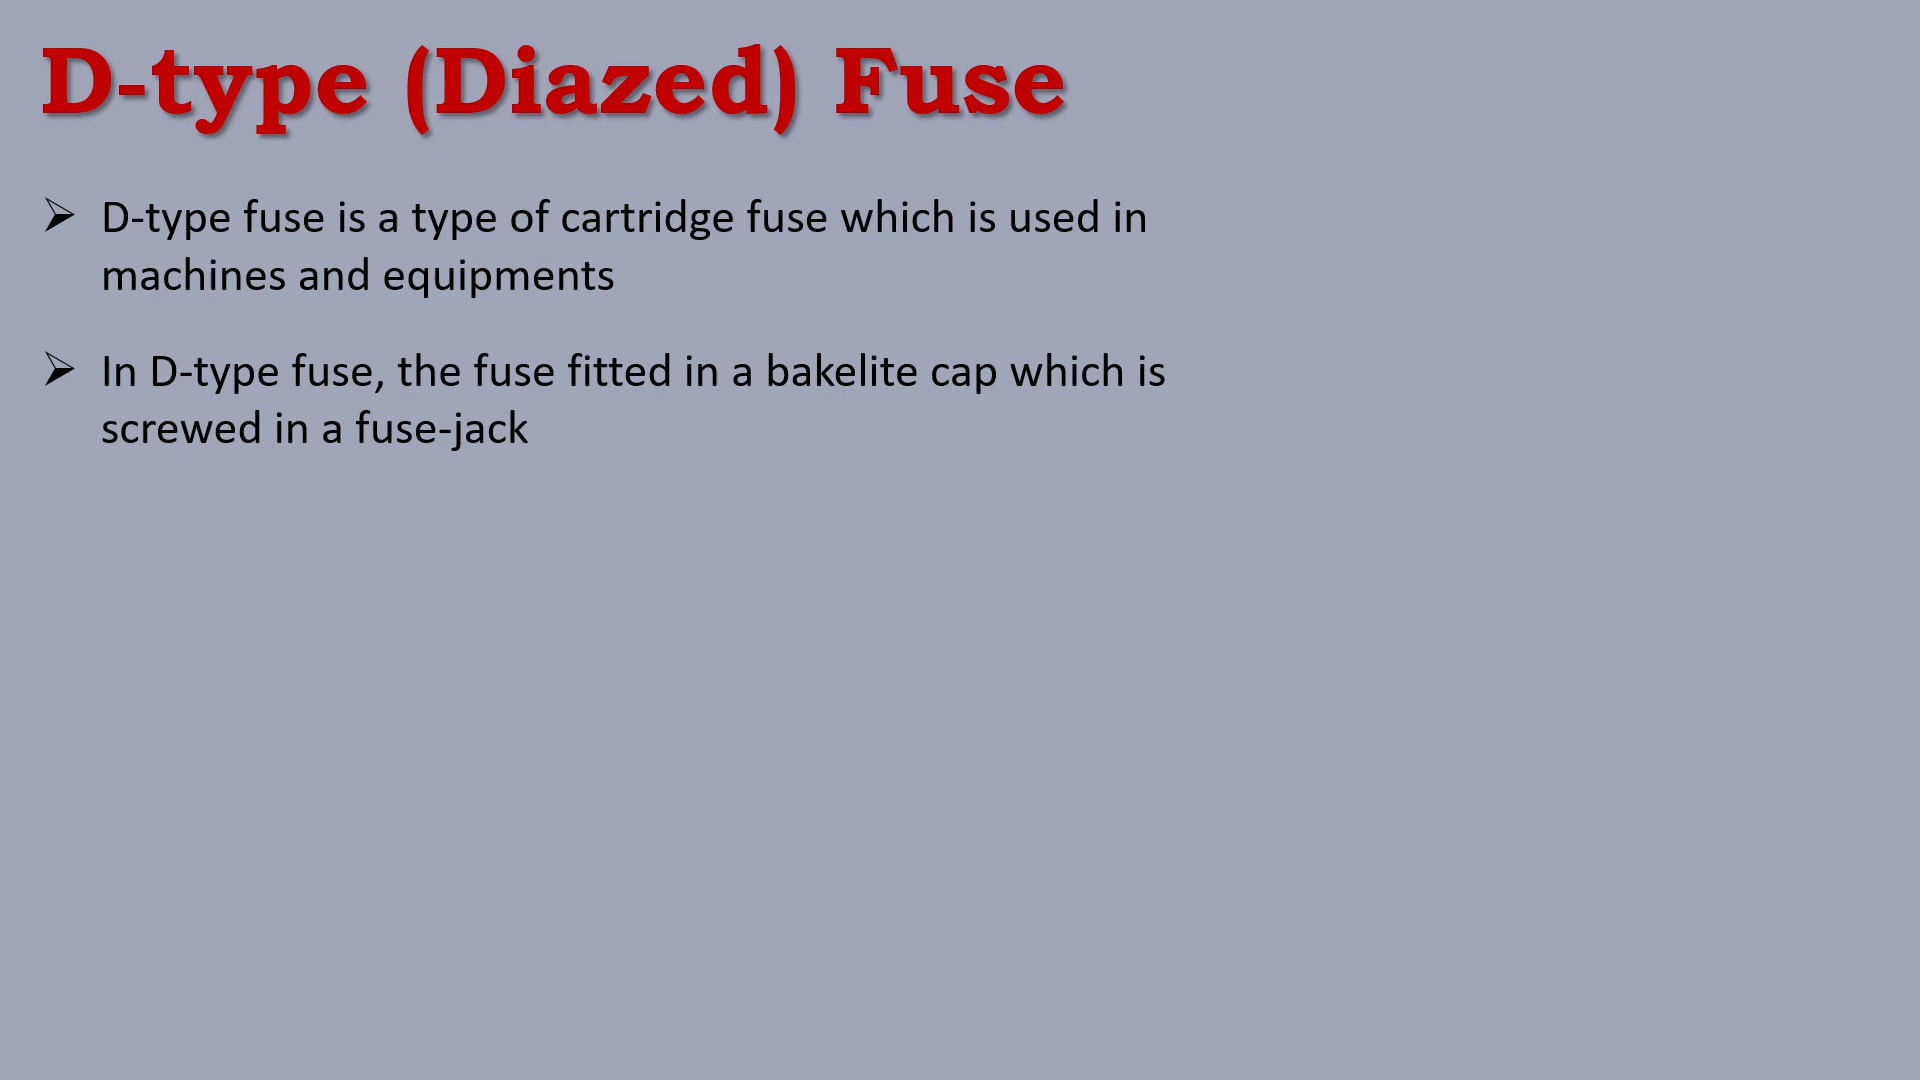 D-type (Diazed) Fuse
➢ D-type fuse is a type of cartridge fuse which is used in
machines and equipments
➢ In D-type fuse, the fuse fitted in a bakelite cap which is
screwed in a fuse-jack